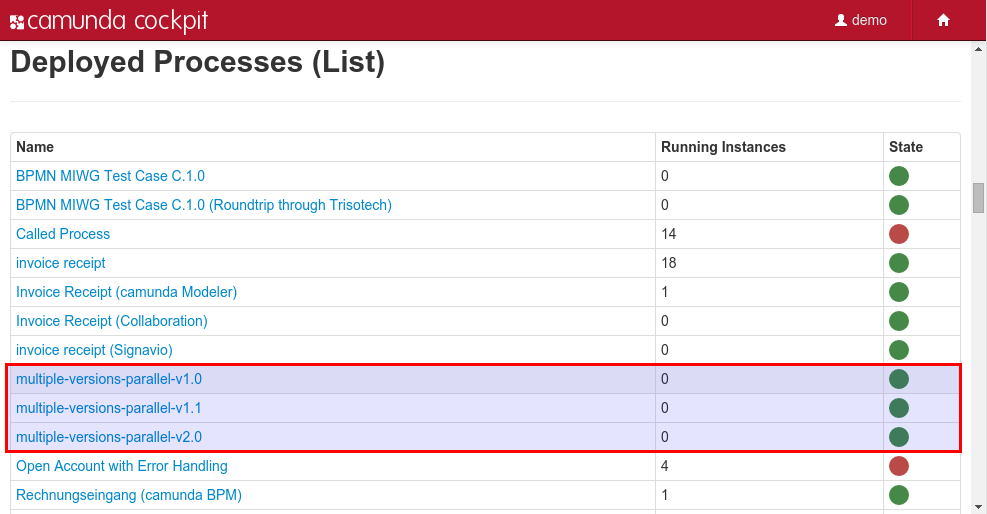 camunda cockpit demo
Deployed Processes (List)
Name Running Instances State
BPMN MIWG Test Case C.1.0 0
BPMN MIWG Test Case C.1.0 (Roundtrip through Trisotech) 0
Called Process 14
invoice receipt 18
Invoice Receipt (camunda Modeler) 1
Invoice Receipt (Collaboration) 0
invoice receipt (Signavio) 0
multiple-versions-parallel-v1.0 0
multiple-versions-parallel-v1.1 0
multiple-versions-parallel-v2.0 0
Open Account with Error Handling 4
Rechnungseingang (camunda BPM) 1